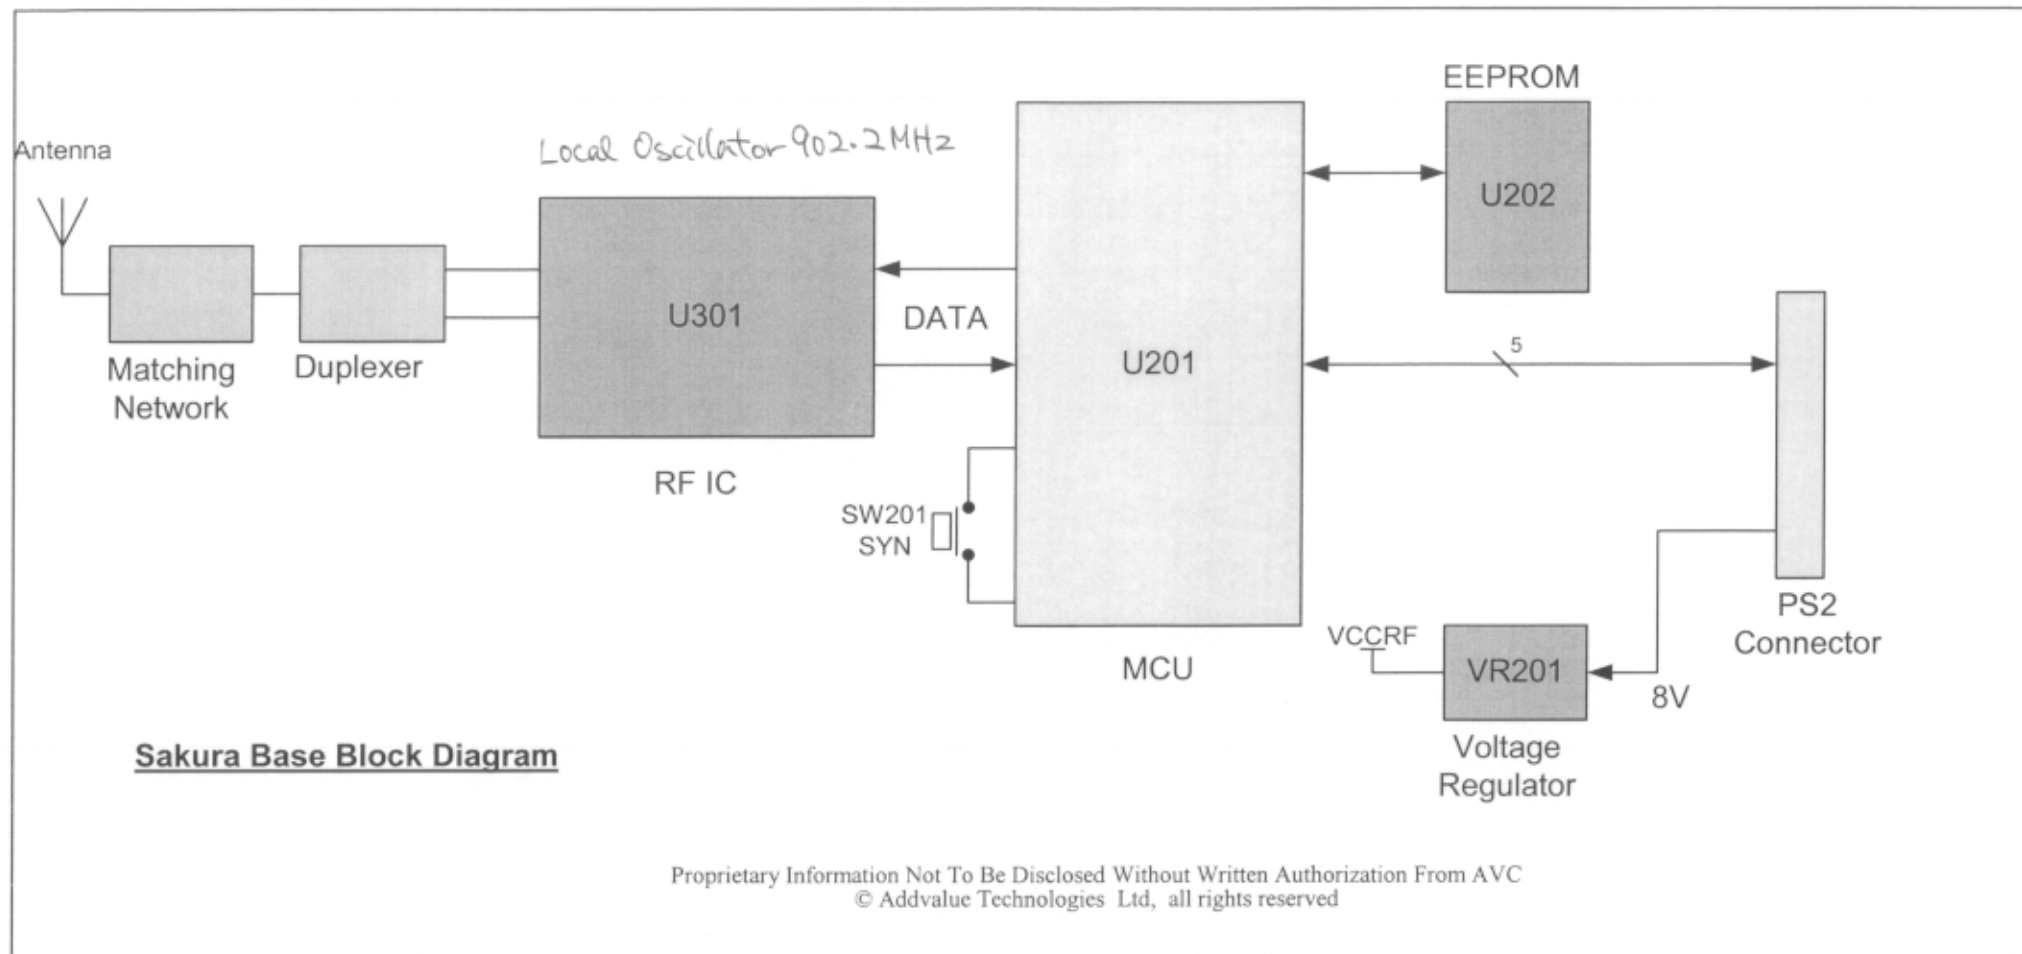 Antenna
Matching
Network
Duplexer
Local Oscillator 902.2MHz
U301
RF IC
DATA
SW201
SYN
U201
MCU
EEPROM
U202
5
PS2
Connector
VCCRF
VR201
8V
Voltage
Regulator
Sakura Base Block Diagram
Proprietary Information Not To Be Disclosed Without Written Authorization From AVC
© Addvalue Technologies Ltd, all rights reserved